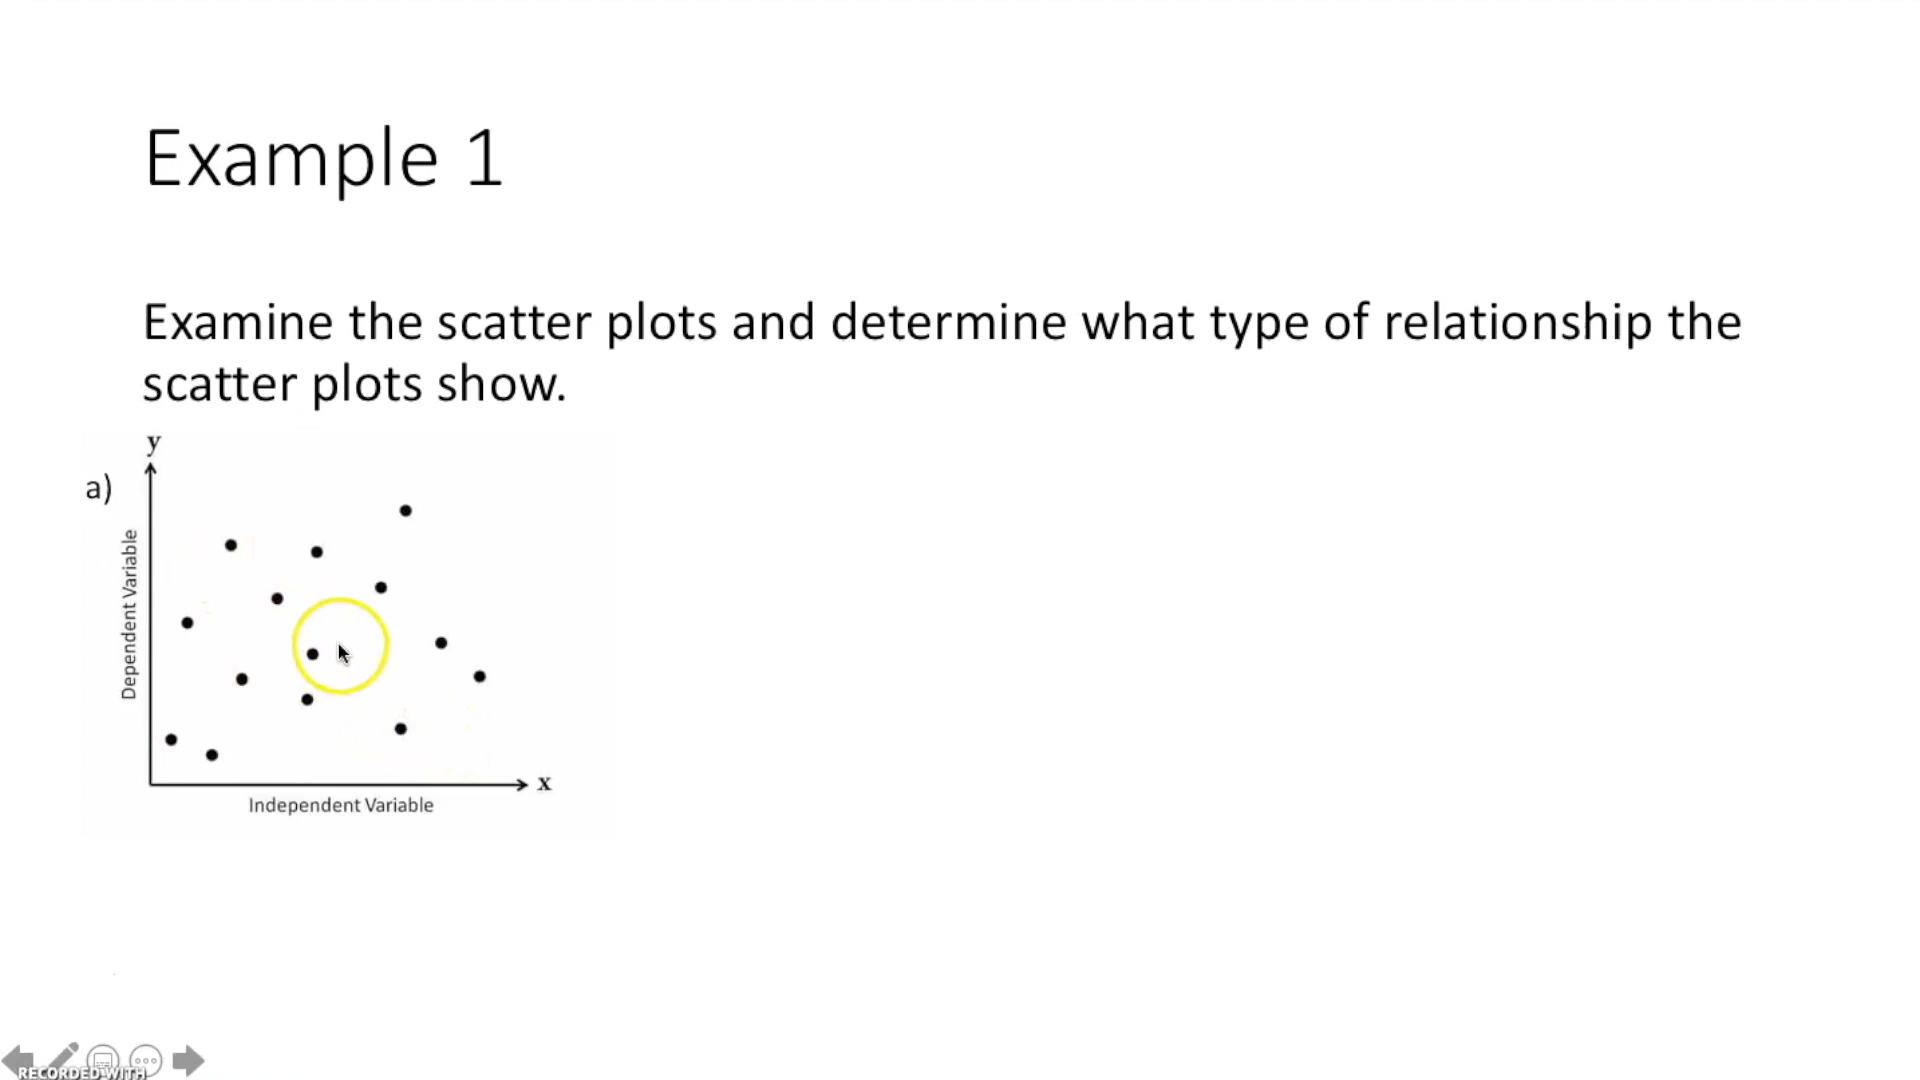 Example 1
Examine the scatter plots and determine what type of relationship the
scatter plots show.
y
a)
Dependent Variable
x
Independent Variable
RECORDED WITH